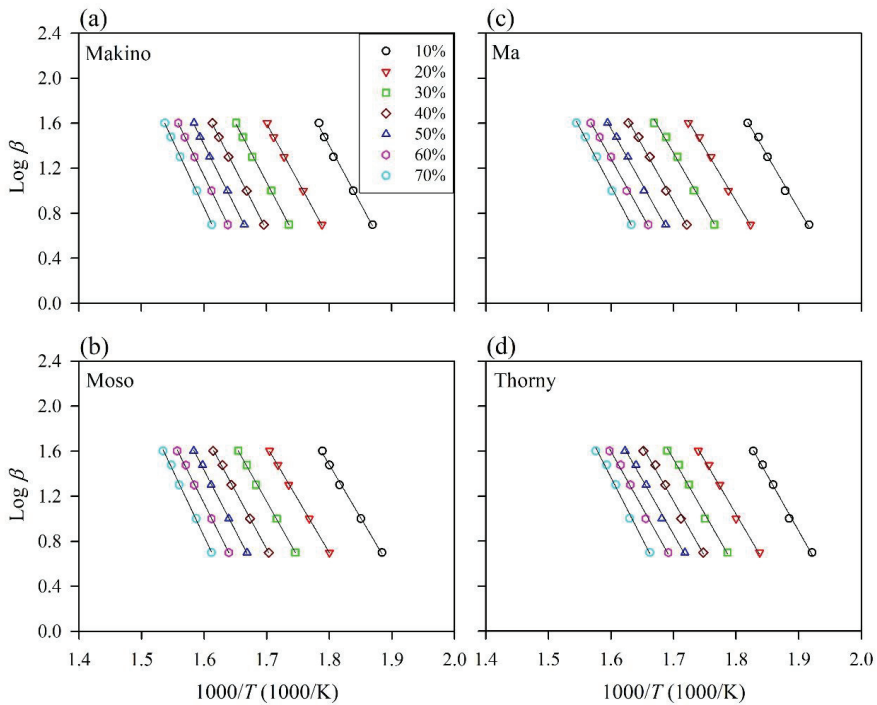 (a)
Makino
2.4
2.0
1.6
1.2
0.8
0.4
0.0
Log β
10%
20%
30%
40%
50%
60%
70%
(c)
Ma
(b)
Moso
2.4
2.0
1.6
1.2
0.8
0.4
0.0
Log β
1.4 1.5 1.6 1.7 1.8 1.9 2.0
1000/T (1000/K)
(d)
Thorny
1.4 1.5 1.6 1.7 1.8 1.9 2.0
1000/T (1000/K)